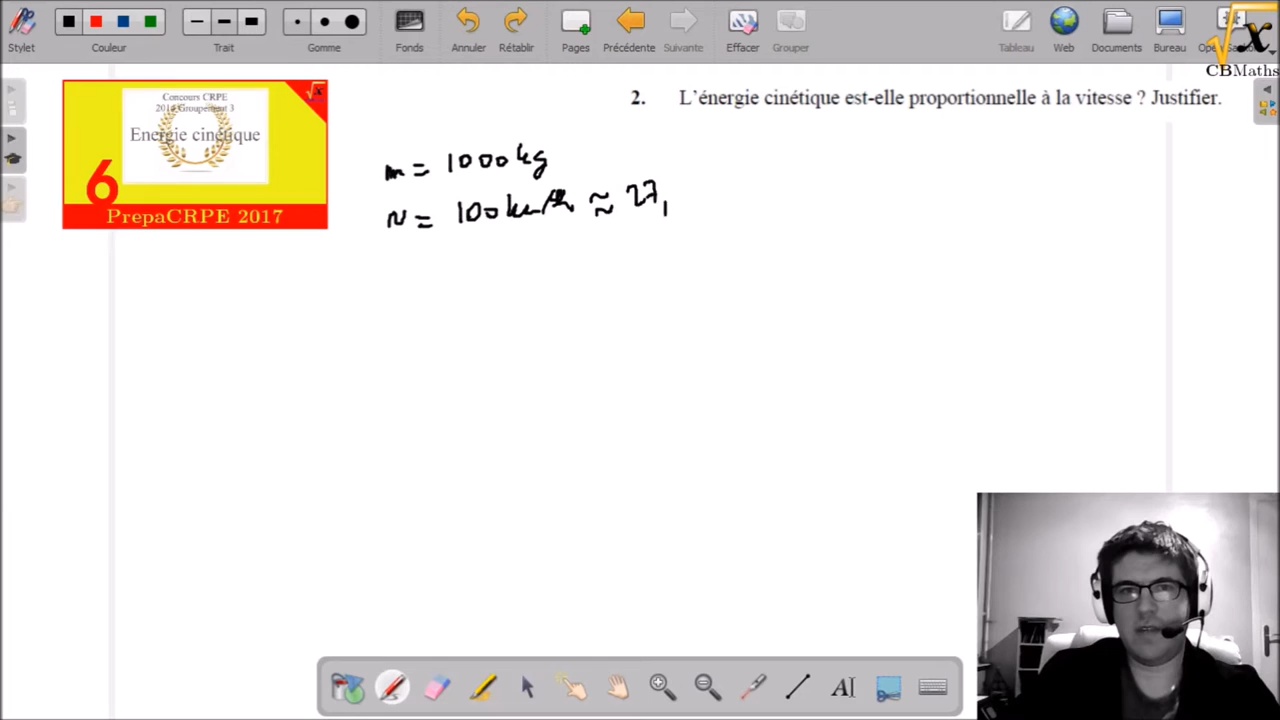 Stylet
Couleur
Trait
Gomme
Fonds
Annuler
Rétablir
Pages
Précédente
Suivante
Effacer
Grouper
Tableau
Web
Documents
Bureau
CBMaths
Concours CRPE
Groupement 3
Energie cinétique
6
PrepaCRPE 2017
2. L'énergie cinétique est-elle proportionnelle à la vitesse ? Justifier.
m = 1000 kg
v = 100 km/h ≈ 27,